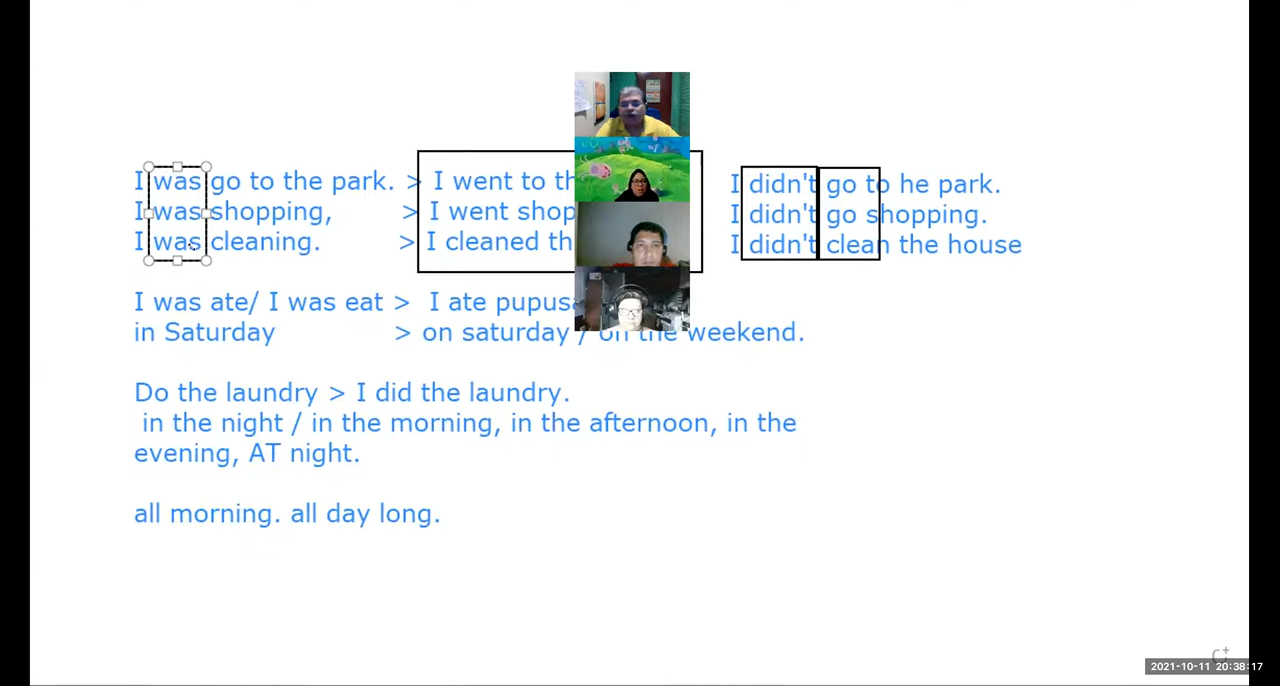 I was go to the park. > I went to th I didn't go to he park.
I was shopping, > I went shop I didn't go shopping.
I was cleaning. > I cleaned th I didn't clean the house
I was ate/ I was eat > I ate pupus
in Saturday > on saturday / on the weekend.
Do the laundry > I did the laundry.
in the night / in the morning, in the afternoon, in the
evening, AT night.
all morning. all day long.
2021-10-11 20:38:17